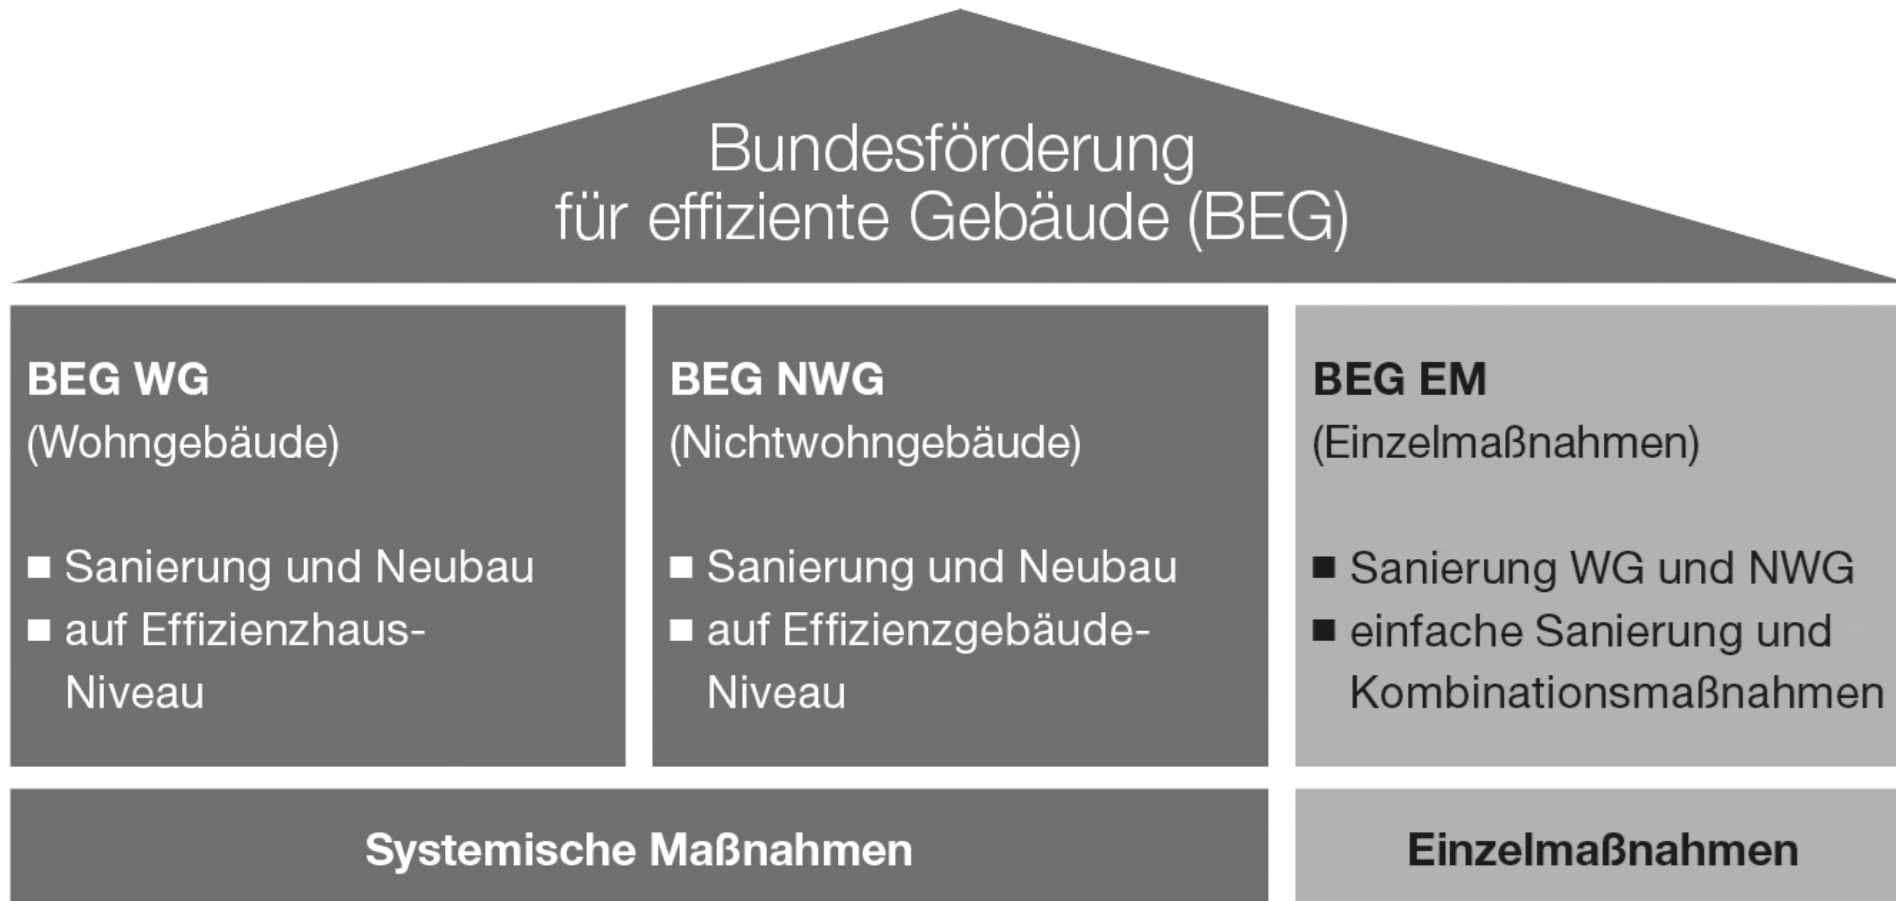 Bundesförderung
für effiziente Gebäude (BEG)
BEG WG
(Wohngebäude)
■ Sanierung und Neubau
■ auf Effizienzhaus-
Niveau
BEG NWG
(Nichtwohngebäude)
■ Sanierung und Neubau
■ auf Effizienzgebäude-
Niveau
BEG EM
(Einzelmaßnahmen)
■ Sanierung WG und NWG
■ einfache Sanierung und
Kombinationsmaßnahmen
Systemische Maßnahmen
Einzelmaßnahmen